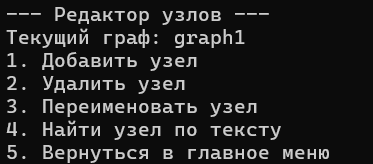 --- Редактор узлов ---
Текущий граф: graph1
1. Добавить узел
2. Удалить узел
3. Переименовать узел
4. Найти узел по тексту
5. Вернуться в главное меню